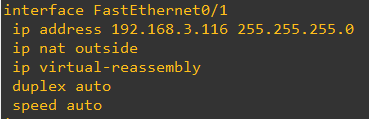 interface FastEthernet0/1
 ip address 192.168.3.116 255.255.255.0
 ip nat outside
 ip virtual-reassembly
 duplex auto
 speed auto